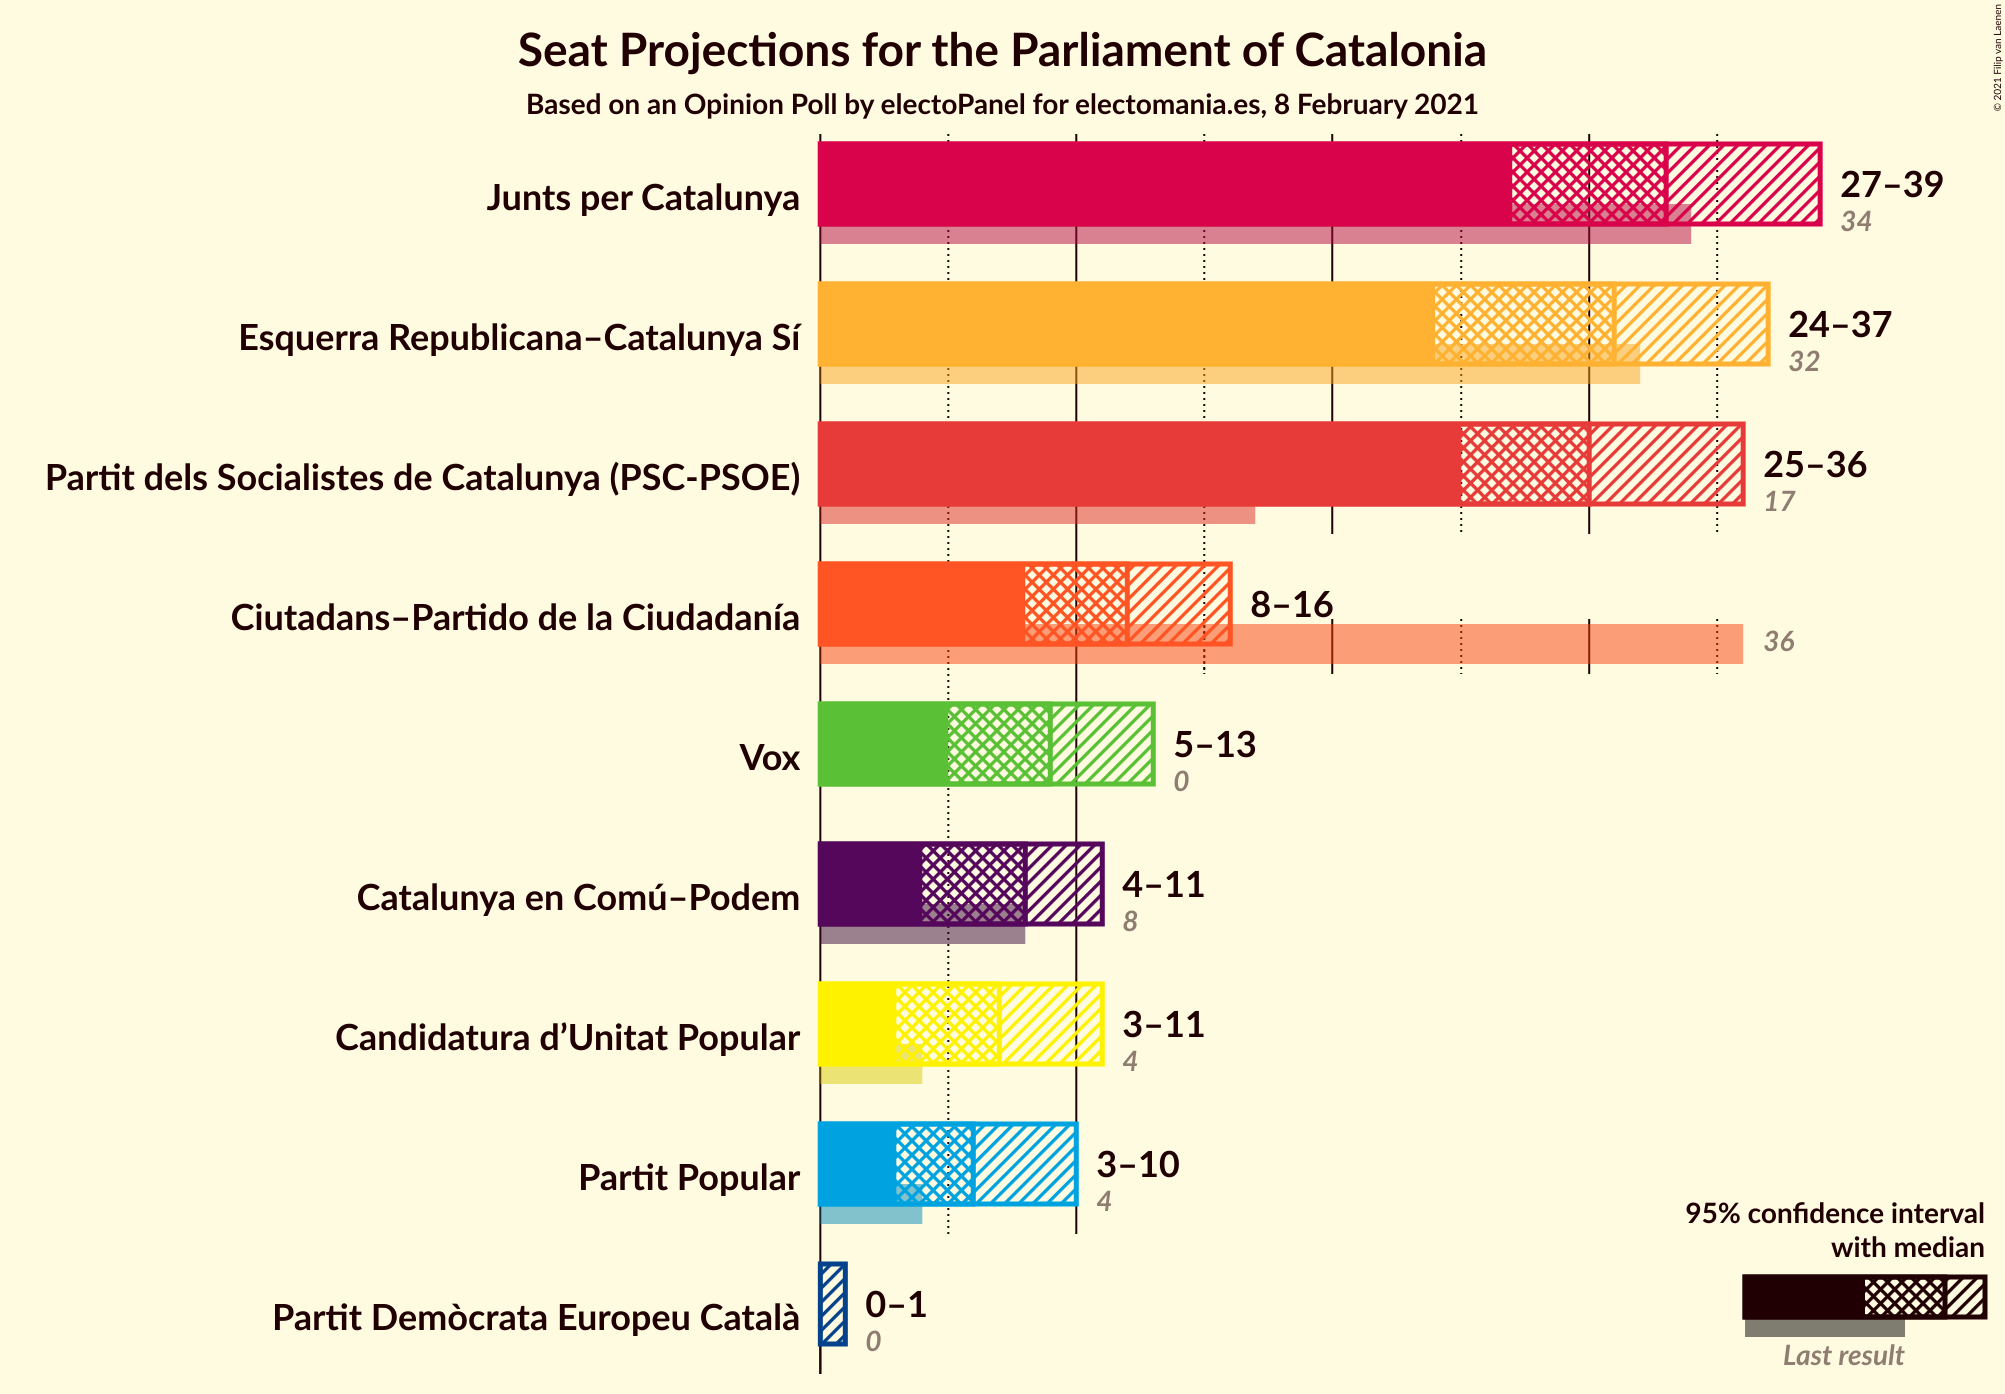 Seat Projections for the Parliament of Catalonia
Based on an Opinion Poll by electoPanel for electomania.es, 8 February 2021
© 2021 Filip van Laenen
Junts per Catalunya
27–39
34
Esquerra Republicana–Catalunya Sí
24–37
32
Partit dels Socialistes de Catalunya (PSC-PSOE)
25–36
17
Ciutadans–Partido de la Ciudadanía
8–16
36
Vox
5–13
0
Catalunya en Comú–Podem
4–11
8
Candidatura d’Unitat Popular
3–11
4
Partit Popular
3–10
4
Partit Demòcrata Europeu Català
0–1
0
95% confidence interval
with median
Last result